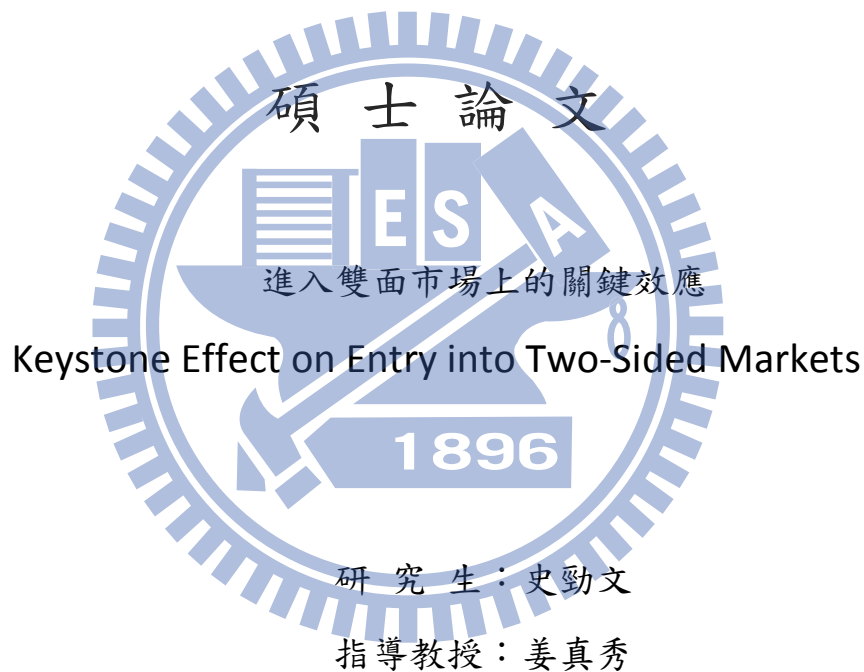 碩 士 論 文
E S A
進入雙面市場上的關鍵效應
Keystone Effect on Entry into Two-Sided Markets
1896
研 究 生：史勁文
指導教授：姜真秀